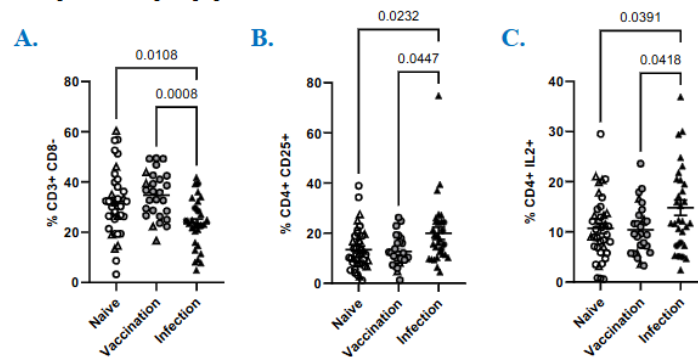 A.
0.0108
0.0008
% CD3+ CD8-
80
60
40
20
0
Naive
Vaccination
Infection
B.
0.0232
0.0447
% CD4+ CD25+
80
60
40
20
0
Naive
Vaccination
Infection
C.
0.0391
0.0418
% CD4+ IL2+
40
30
20
10
0
Naive
Vaccination
Infection